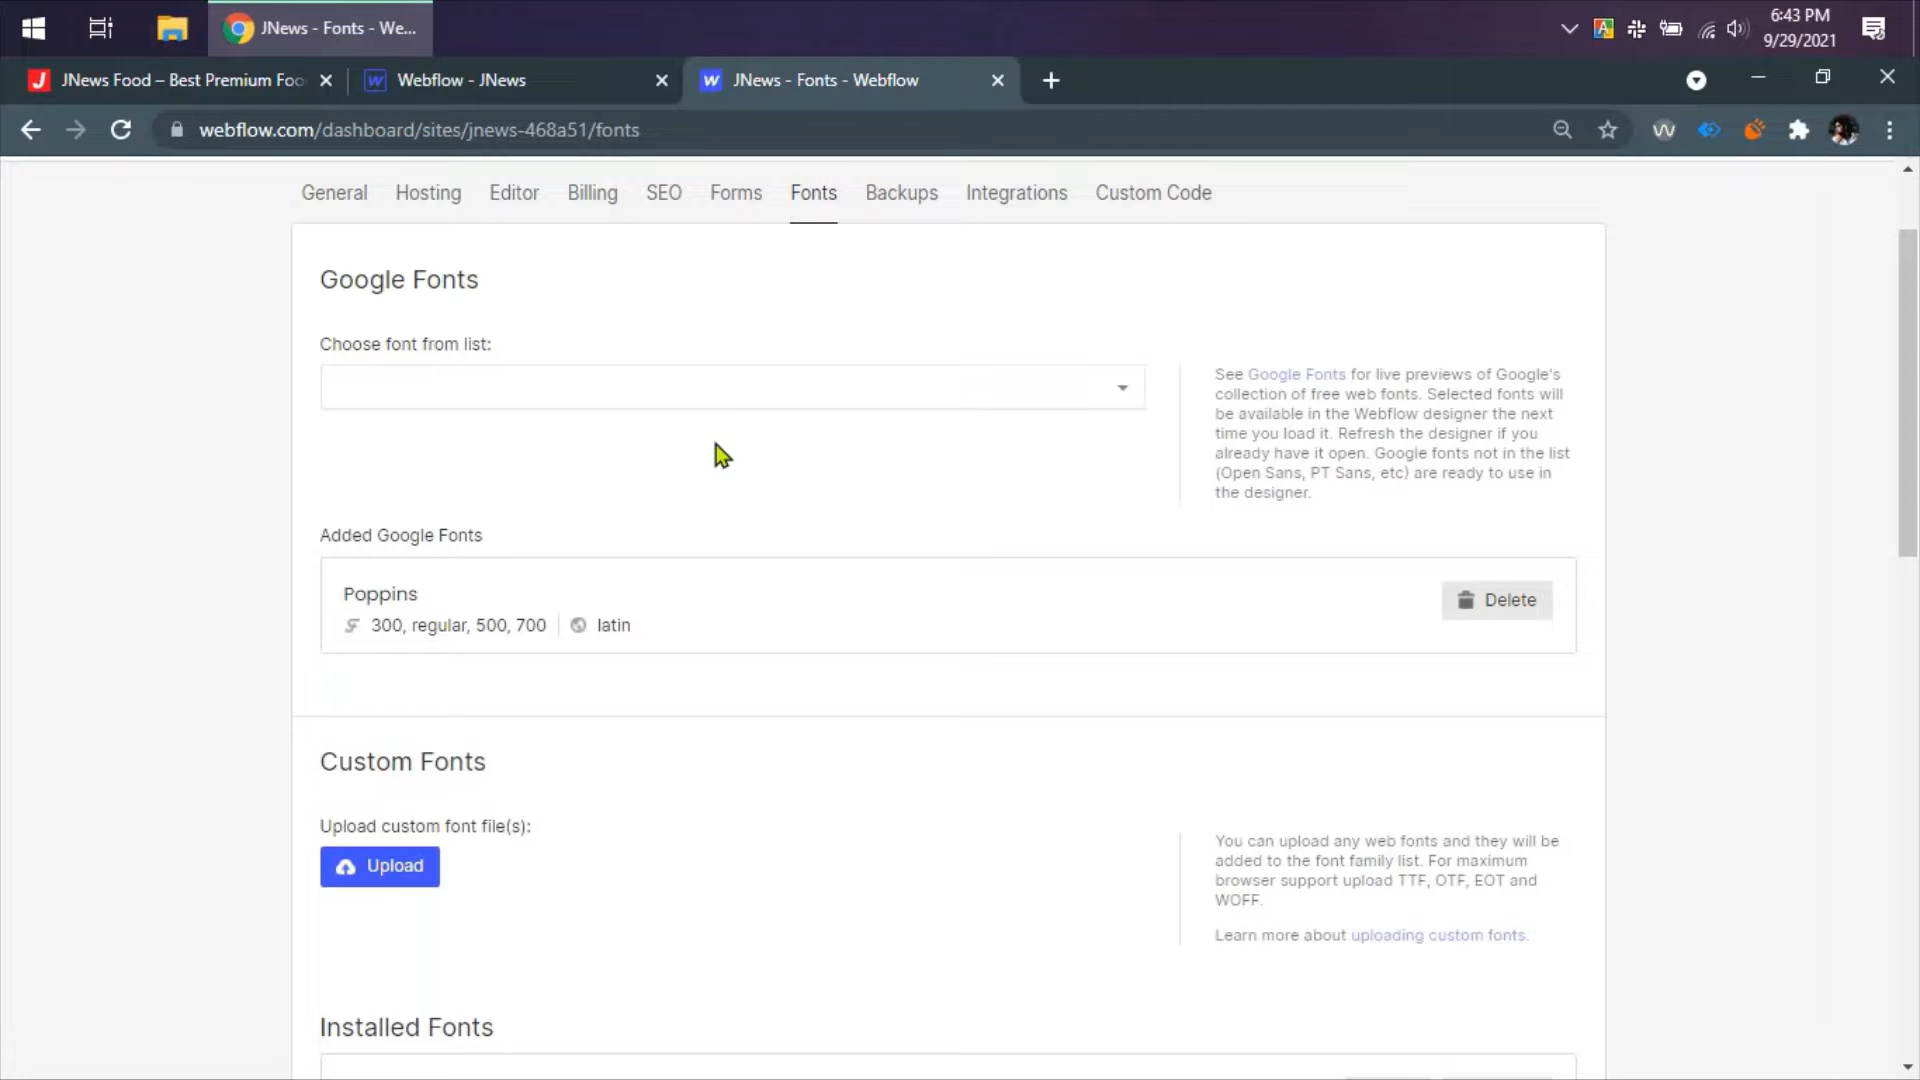 JNews - Fonts - We...
6:43 PM
9/29/2021
JNews Food – Best Premium Foo
Webflow - JNews
JNews - Fonts - Webflow
webflow.com/dashboard/sites/jnews-468a51/fonts
General Hosting Editor Billing SEO Forms Fonts Backups Integrations Custom Code
Google Fonts
Choose font from list:
See Google Fonts for live previews of Google's
collection of free web fonts. Selected fonts will
be available in the Webflow designer the next
time you load it. Refresh the designer if you
already have it open. Google fonts not in the list
(Open Sans, PT Sans, etc) are ready to use in
the designer.
Added Google Fonts
Poppins
300, regular, 500, 700
latin
Delete
Custom Fonts
Upload custom font file(s):
Upload
You can upload any web fonts and they will be
added to the font family list. For maximum
browser support upload TTF, OTF, EOT and
WOFF.
Learn more about uploading custom fonts.
Installed Fonts